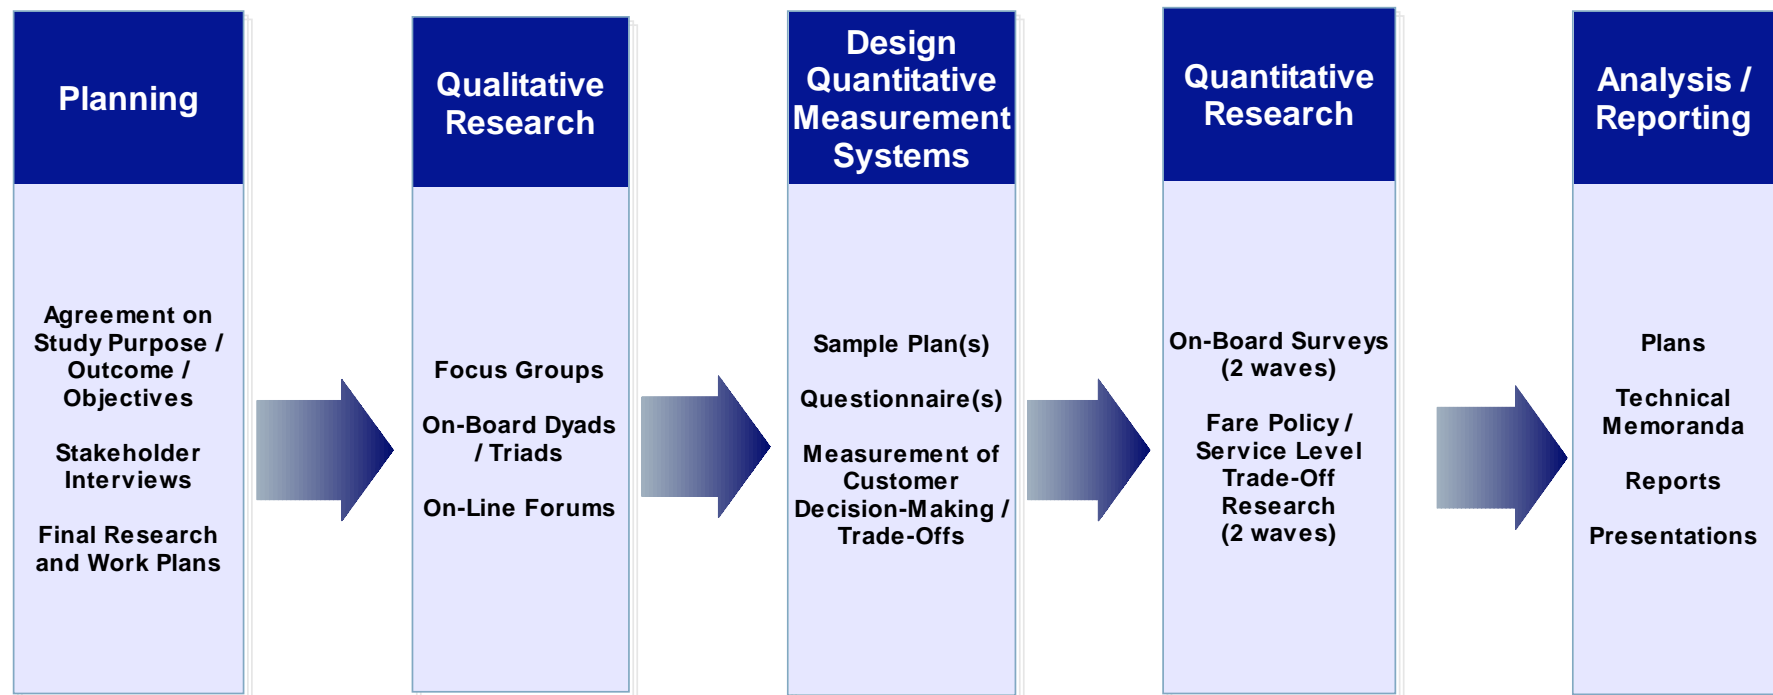 Planning
Agreement on
Study Purpose /
Outcome /
Objectives
Stakeholder
Interviews
Final Research
and Work Plans
Qualitative
Research
Focus Groups
On-Board Dyads
/ Triads
On-Line Forums
Design
Quantitative
Measurement
Systems
Sample Plan(s)
Questionnaire(s)
Measurement of
Customer
Decision-Making /
Trade-Offs
Quantitative
Research
On-Board Surveys
(2 waves)
Fare Policy /
Service Level
Trade-Off
Research
(2 waves)
Analysis /
Reporting
Plans
Technical
Memoranda
Reports
Presentations